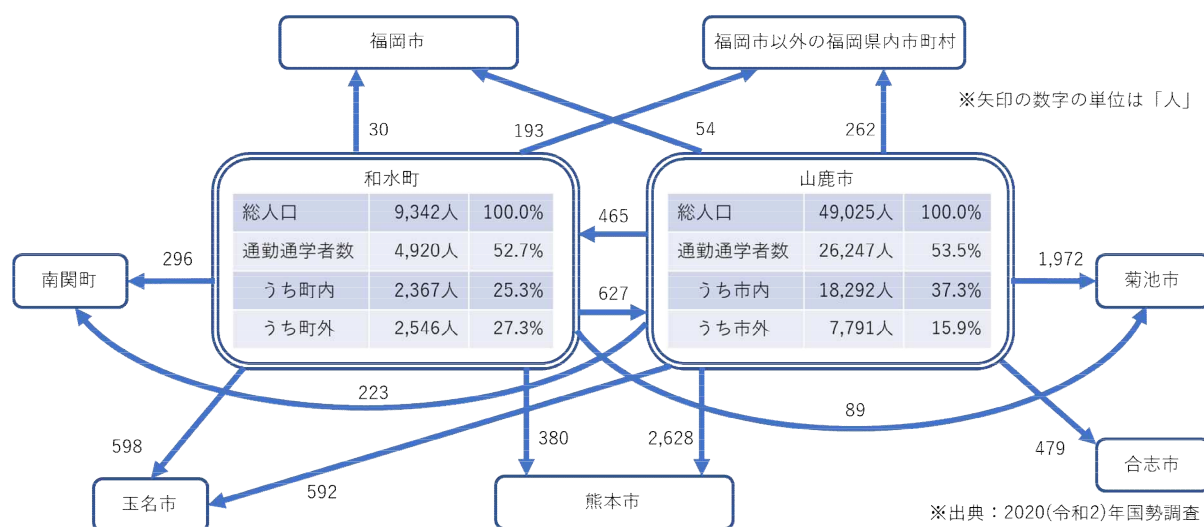 福岡市
福岡市以外の福岡県内市町村
※矢印の数字の単位は「人」
30
193
54
262
和水町
総人口 9,342人 100.0%
通勤通学者数 4,920人 52.7%
うち町内 2,367人 25.3%
うち町外 2,546人 27.3%
山鹿市
総人口 49,025人 100.0%
通勤通学者数 26,247人 53.5%
うち市内 18,292人 37.3%
うち市外 7,791人 15.9%
465
627
296
南関町
1,972
菊池市
223
89
598
380
2,628
479
592
玉名市
熊本市
合志市
※出典：2020(令和2)年国勢調査